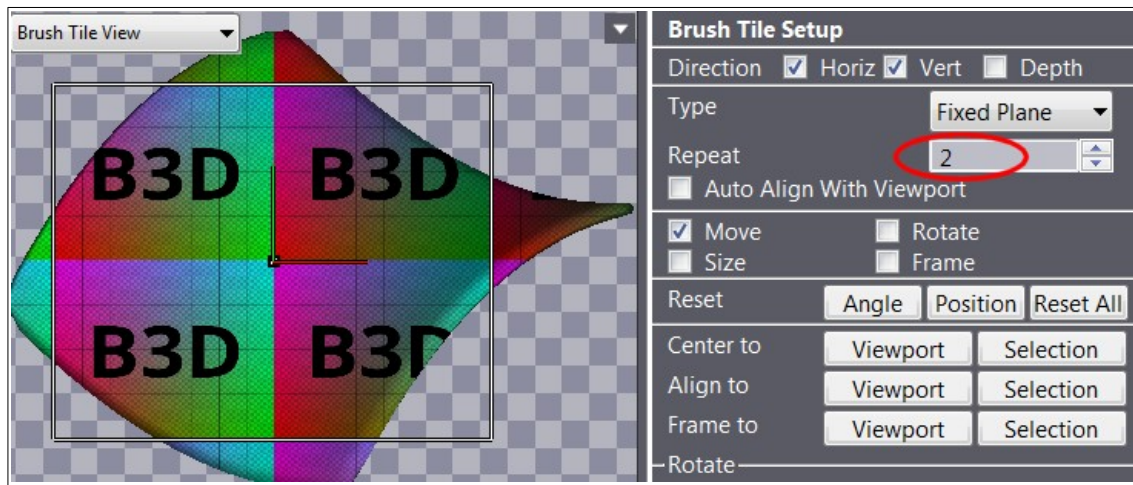 Brush Tile View
B3D B3D
B3D B3D
Brush Tile Setup
Direction Horiz Vert Depth
Type Fixed Plane
Repeat 2
Auto Align With Viewport
Move Rotate
Size Frame
Reset Angle Position Reset All
Center to Viewport Selection
Align to Viewport Selection
Frame to Viewport Selection
Rotate